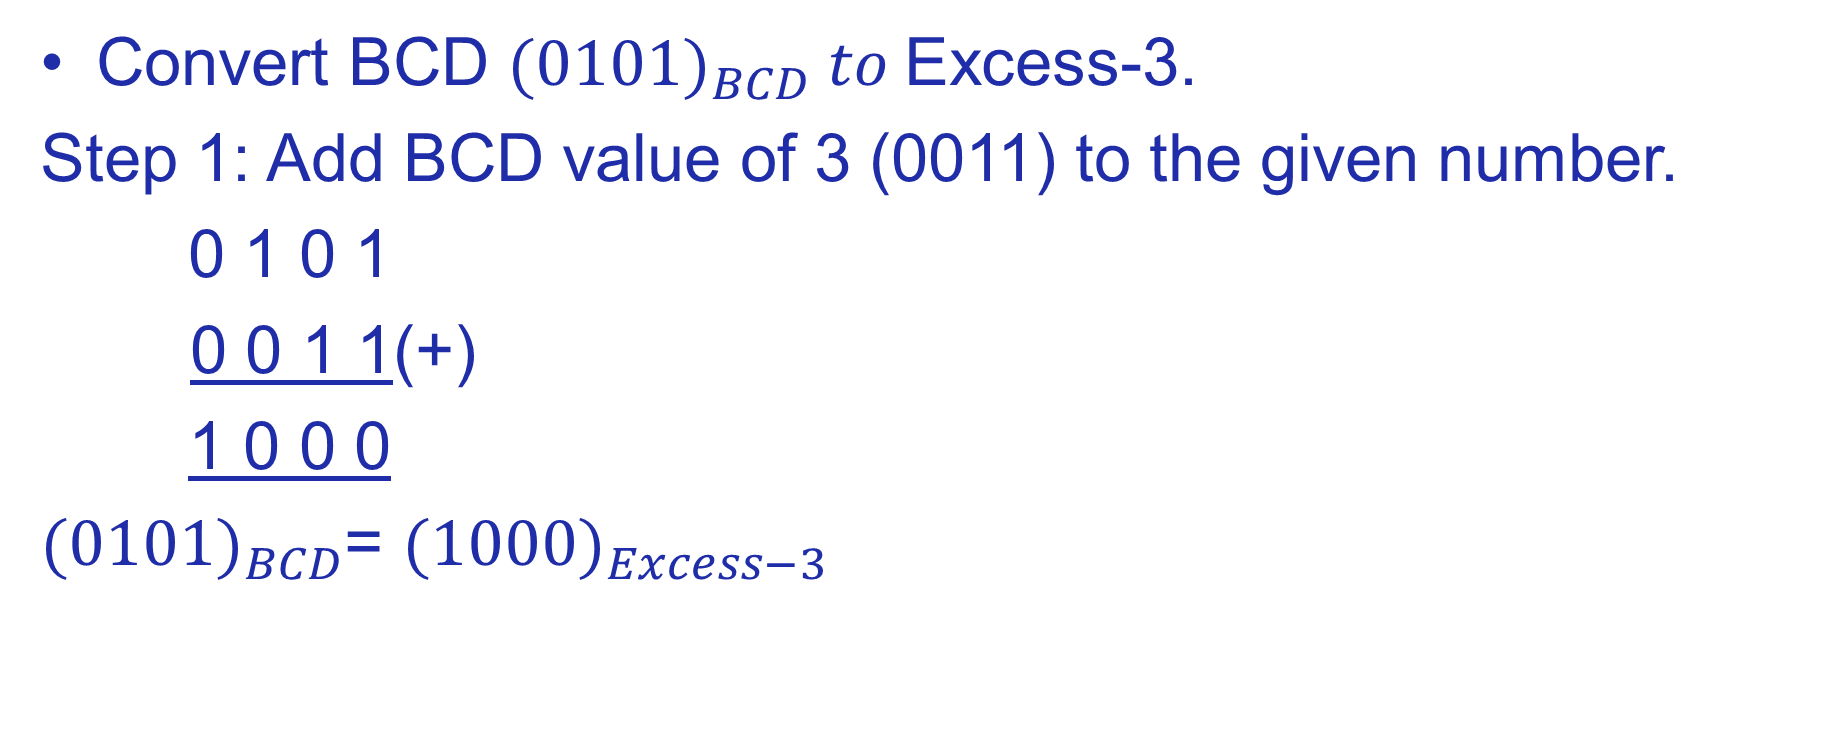 • Convert BCD (0101)BCD to Excess-3.
Step 1: Add BCD value of 3 (0011) to the given number.
0 1 0 1
0 0 1 1(+)
1 0 0 0
(0101)BCD= (1000)Excess−3